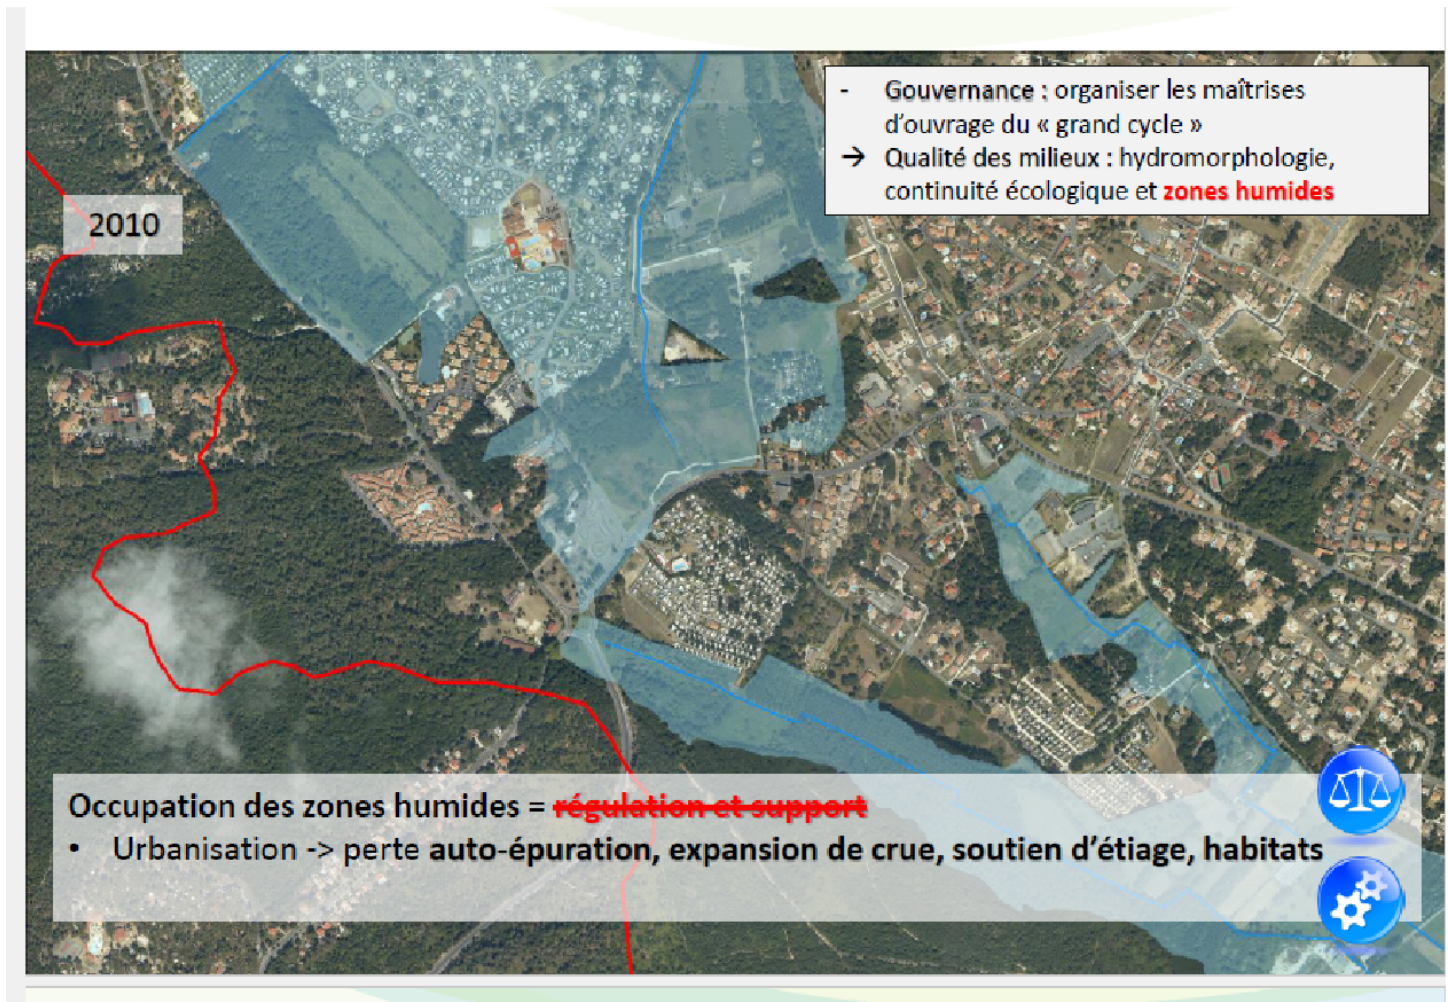 - Gouvernance : organiser les maîtrises
d'ouvrage du « grand cycle »
→ Qualité des milieux : hydromorphologie,
continuité écologique et zones humides
2010
Occupation des zones humides = régulation et support
• Urbanisation -> perte auto-épuration, expansion de crue, soutien d'étiage, habitats